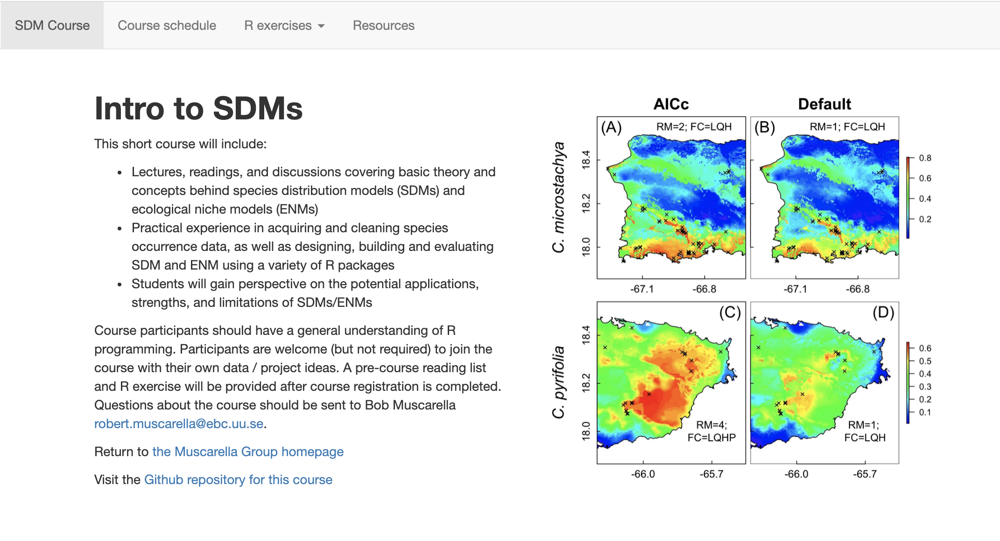 SDM Course
Course schedule
R exercises
Resources
Intro to SDMs
This short course will include:
• Lectures, readings, and discussions covering basic theory and
concepts behind species distribution models (SDMs) and
ecological niche models (ENMs)
• Practical experience in acquiring and cleaning species
occurrence data, as well as designing, building and evaluating
SDM and ENM using a variety of R packages
• Students will gain perspective on the potential applications,
strengths, and limitations of SDMs/ENMs
Course participants should have a general understanding of R
programming. Participants are welcome (but not required) to join the
course with their own data / project ideas. A pre-course reading list
and R exercise will be provided after course registration is completed.
Questions about the course should be sent to Bob Muscarella
robert.muscarella@ebc.uu.se.
Return to the Muscarella Group homepage
Visit the Github repository for this course
AICc
Default
C. microstachya
(A)
RM=2; FC=LQH
(B)
RM=1; FC=LQH
18.4
18.2
18.0
-67.1
-66.8
-67.1
-66.8
0.8
0.6
0.4
0.2
C. pyrifolia
(C)
(D)
18.4
18.2
18.0
RM=4;
FC=LQHP
RM=1;
FC=LQH
-66.0
-65.7
-66.0
-65.7
0.6
0.5
0.4
0.3
0.2
0.1